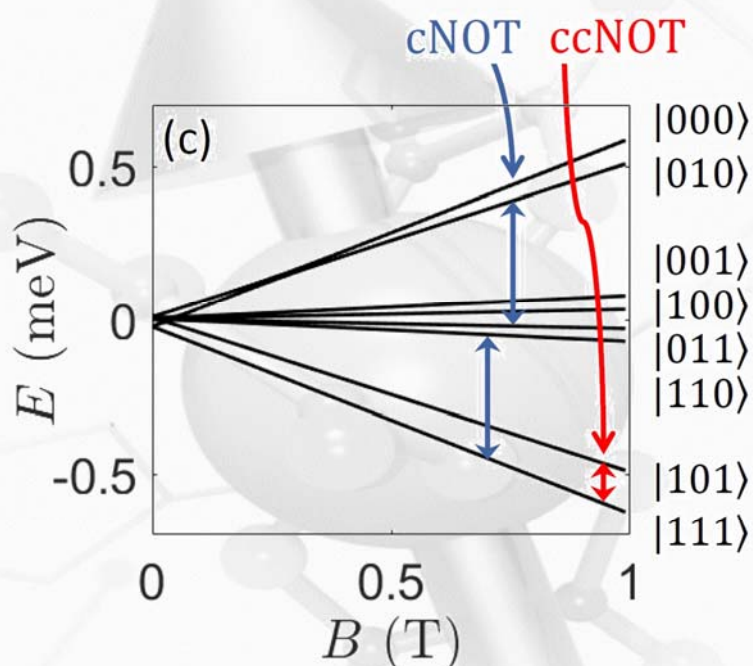 cNOT ccNOT
(c)
|000⟩
0.5
|010⟩
|001⟩
|100⟩
0
|011⟩
|110⟩
-0.5
|101⟩
|111⟩
0 0.5 1
E (meV)
B (T)